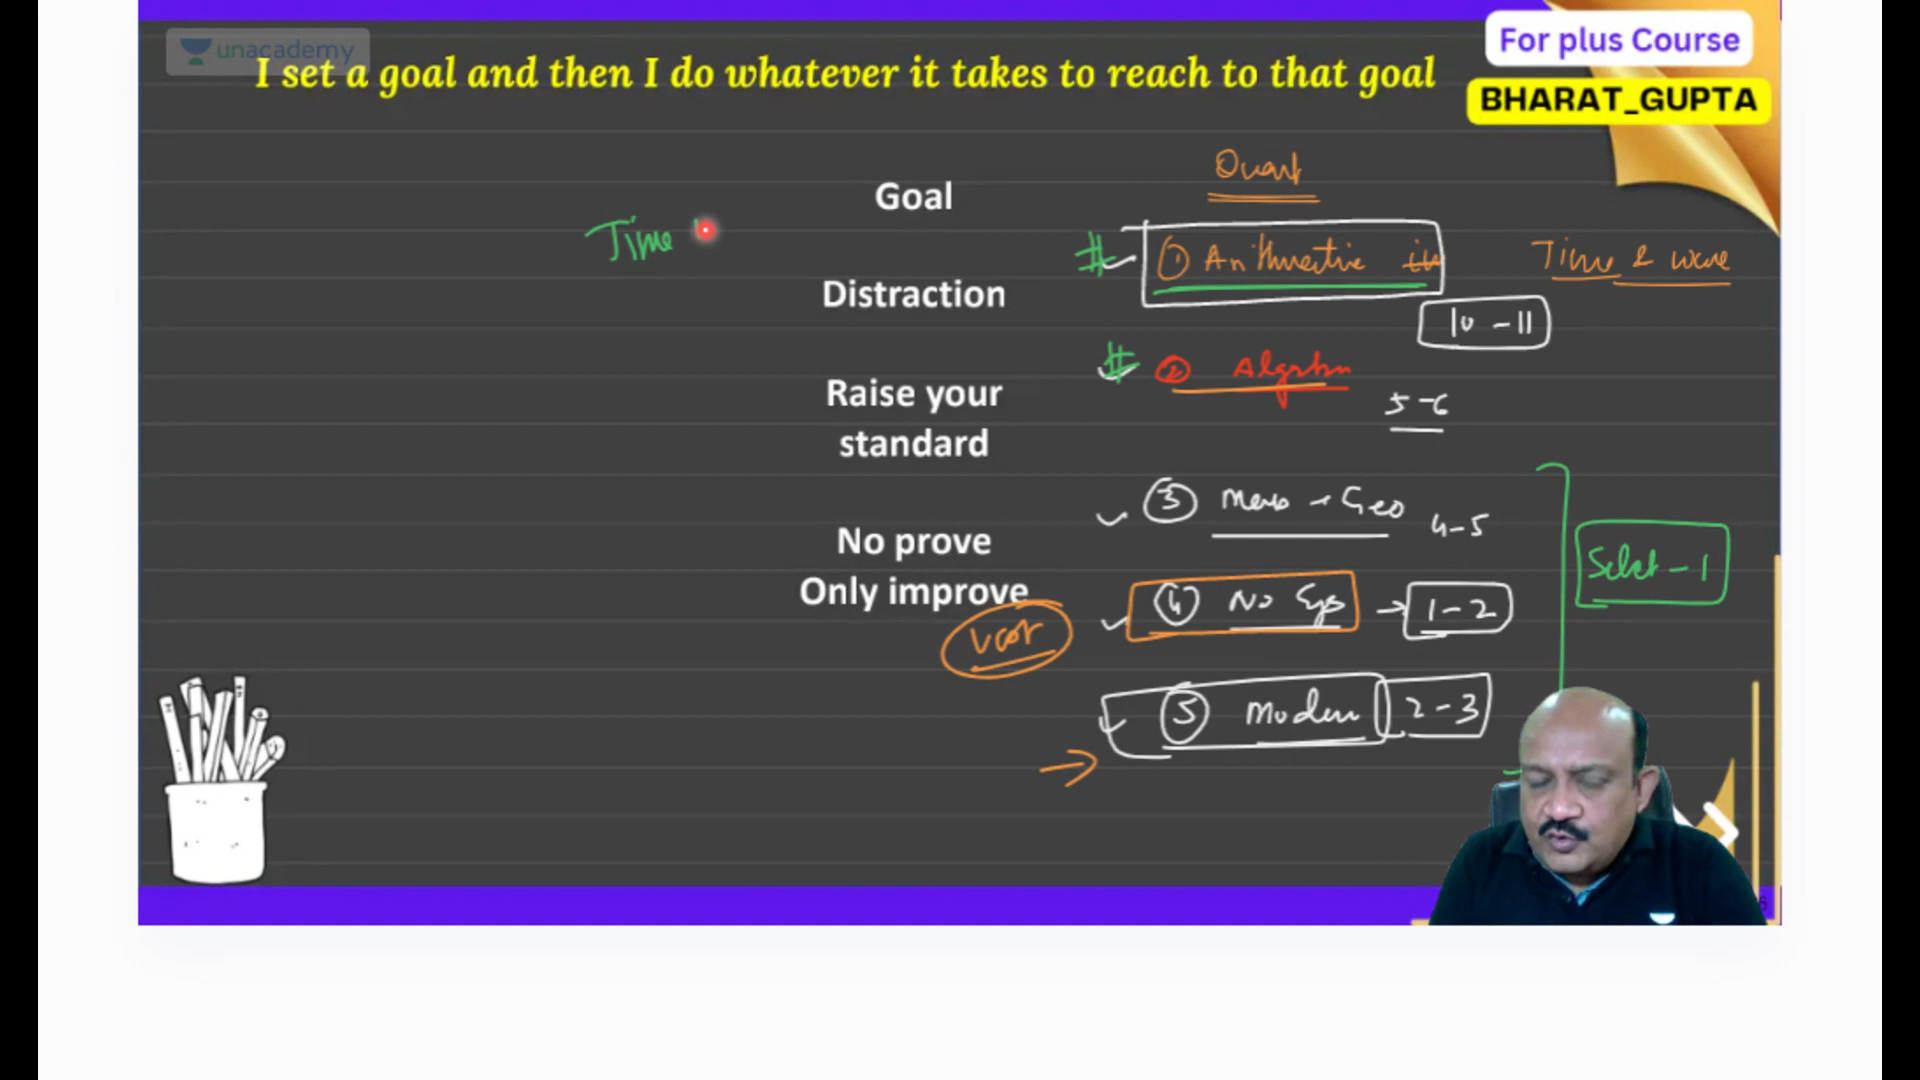 unacademy
I set a goal and then I do whatever it takes to reach to that goal
For plus Course
BHARAT_GUPTA
Quant
Goal
Time
① Arithmetic
Time & work
Distraction
10 - 11
② Algebra
Raise your
standard
5 - 6
③ Mens + Geo
4 - 5
Select - 1
No prove
Only improve
④ No Sys → 1 - 2
⑤ Modern 2 - 3